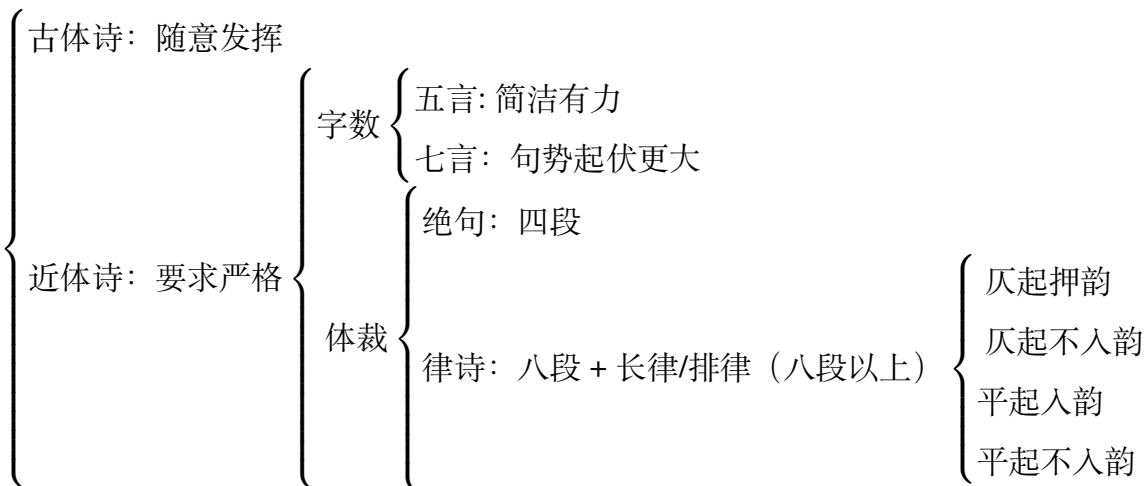 古体诗：随意发挥
近体诗：要求严格
字数
五言: 简洁有力
七言：句势起伏更大
体裁
绝句：四段
律诗：八段 + 长律/排律（八段以上）
仄起押韵
仄起不入韵
平起入韵
平起不入韵